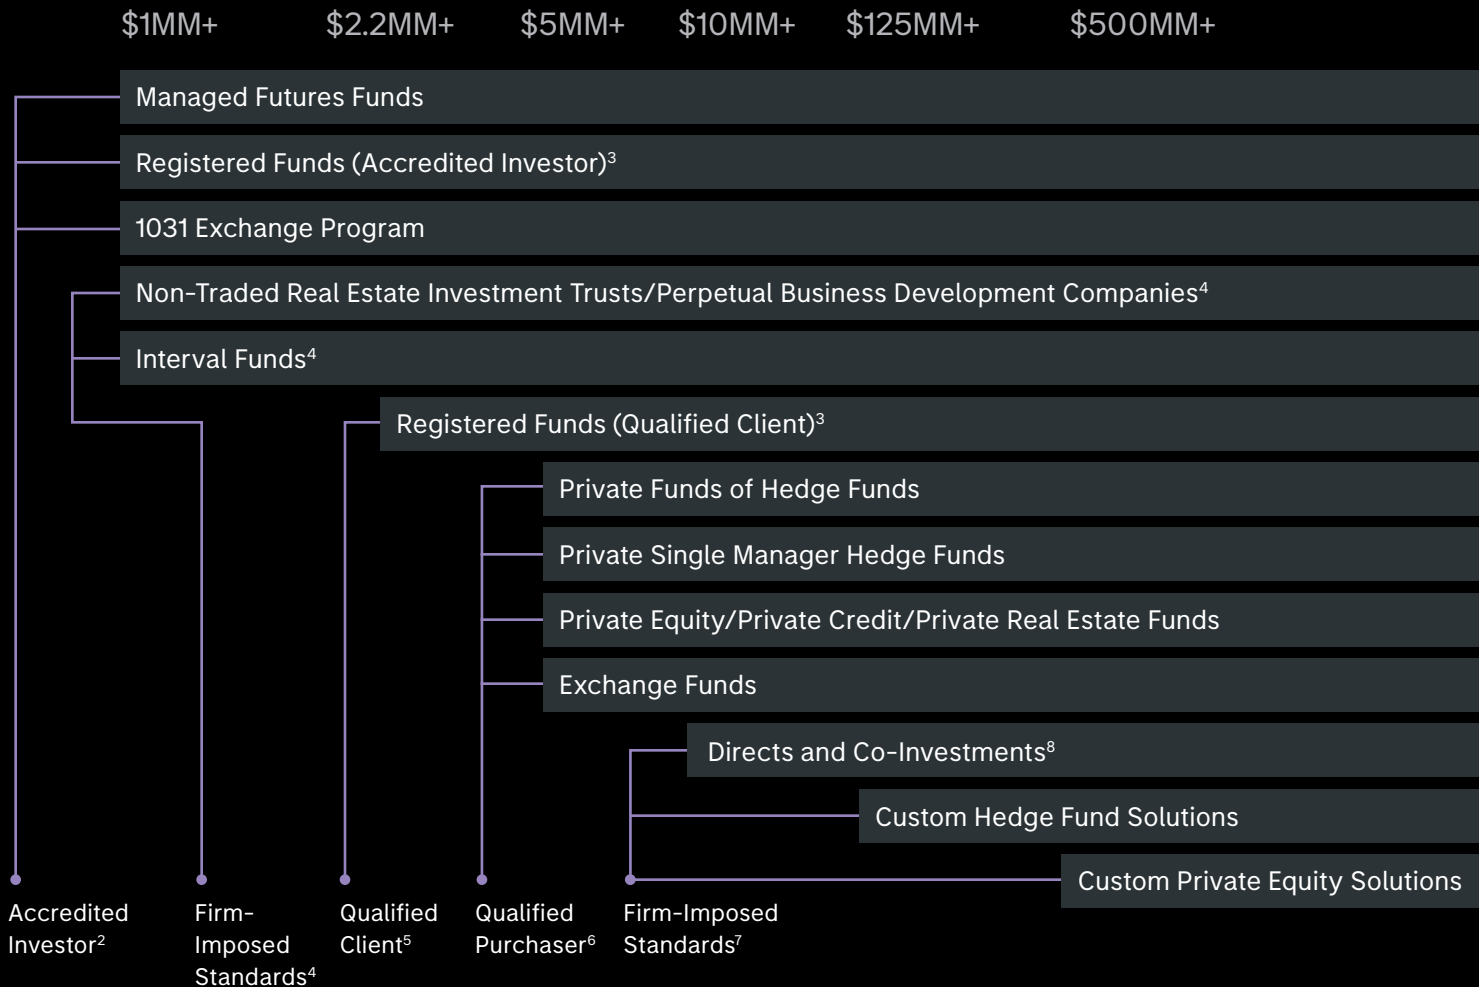 $1MM+ $2.2MM+ $5MM+ $10MM+ $125MM+ $500MM+
Managed Futures Funds
Registered Funds (Accredited Investor)³
1031 Exchange Program
Non-Traded Real Estate Investment Trusts/Perpetual Business Development Companies⁴
Interval Funds⁴
Registered Funds (Qualified Client)³
Private Funds of Hedge Funds
Private Single Manager Hedge Funds
Private Equity/Private Credit/Private Real Estate Funds
Exchange Funds
Directs and Co-Investments⁸
Custom Hedge Fund Solutions
Custom Private Equity Solutions
Accredited
Investor²
Firm-
Imposed
Standards⁴
Qualified
Client⁵
Qualified
Purchaser⁶
Firm-Imposed
Standards⁷